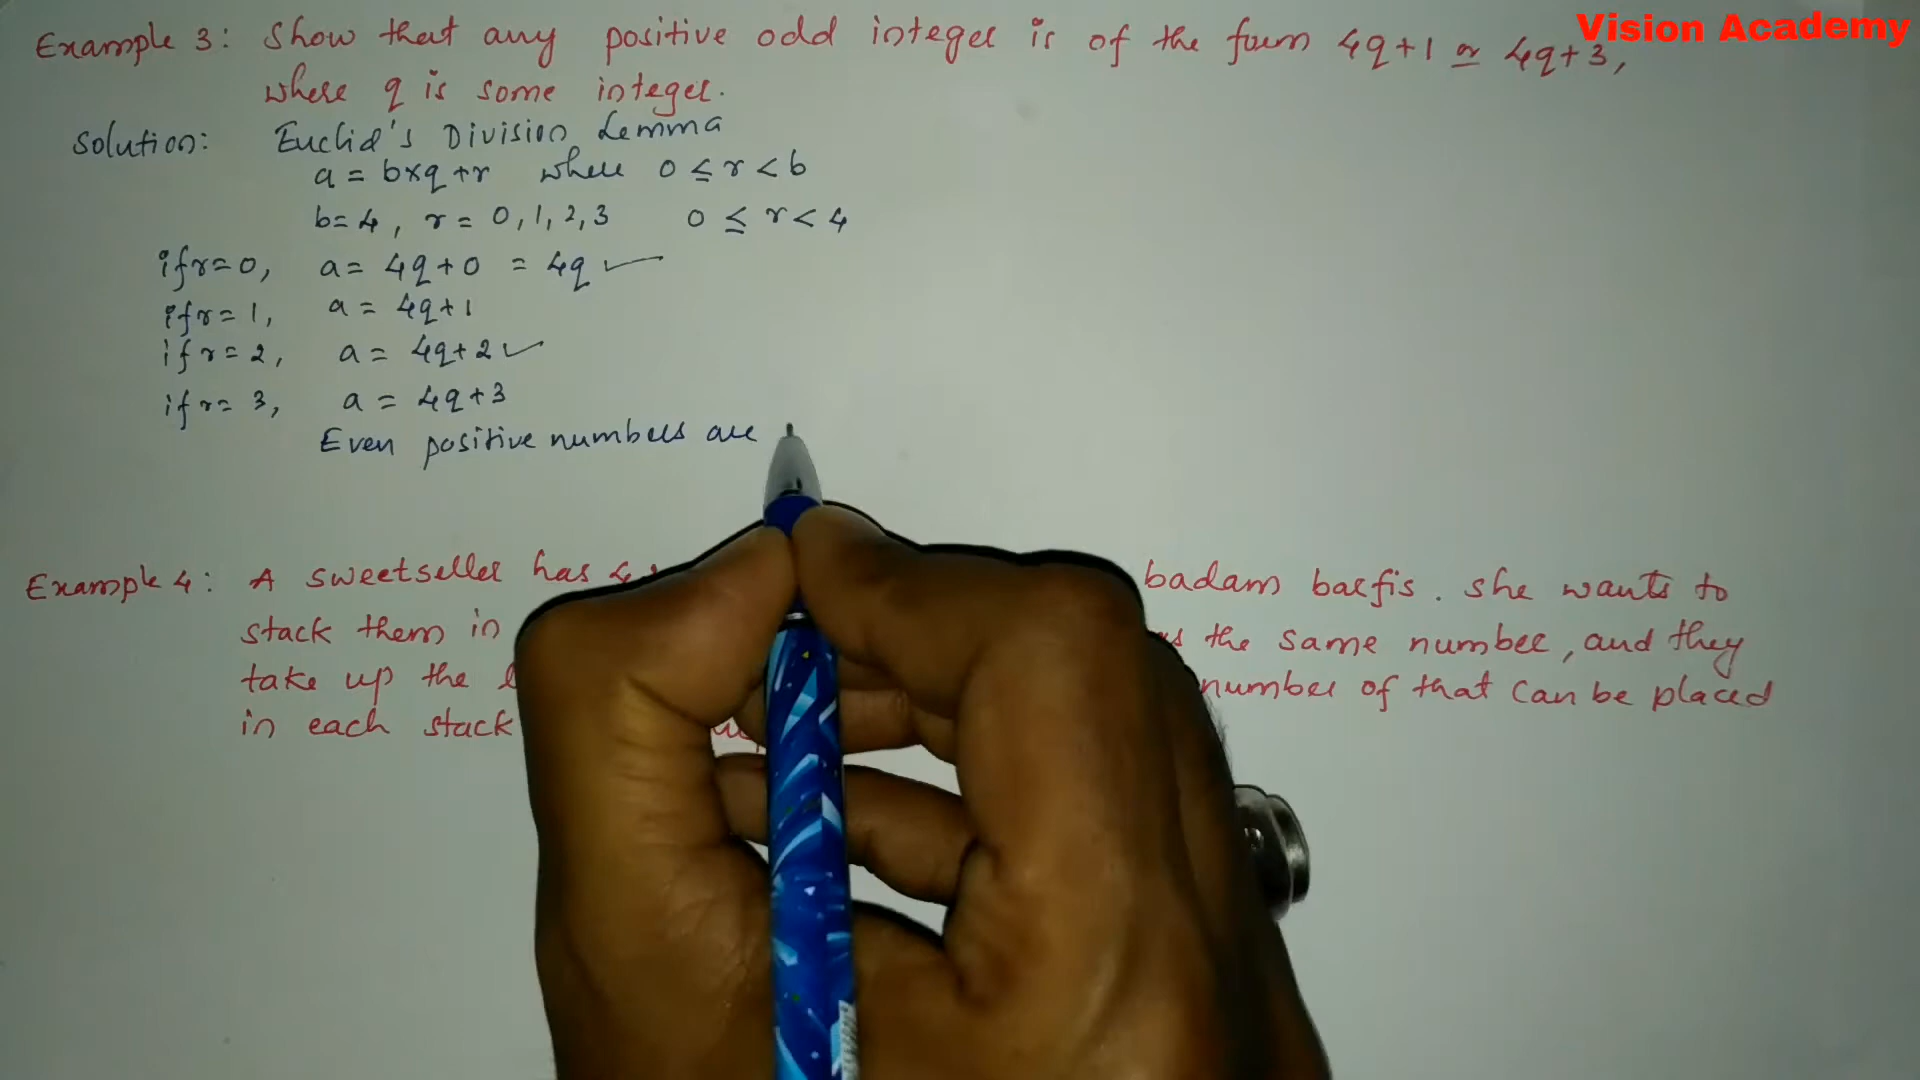 Vision Academy
Example 3: Show that any positive odd integer is of the form 4q+1 or 4q+3,
where q is some integer.
Solution: Euclid's Division Lemma
a = b×q+r where 0 ≤ r < b
b=4, r = 0,1,2,3 0 ≤ r < 4
if r=0, a = 4q+0 = 4q
if r=1, a = 4q+1
if r=2, a = 4q+2
if r=3, a = 4q+3
Even positive numbers are
Example 4: A sweetseller has badam barfis. she wants to
stack them in the same number, and they
take up the number of that can be placed
in each stack